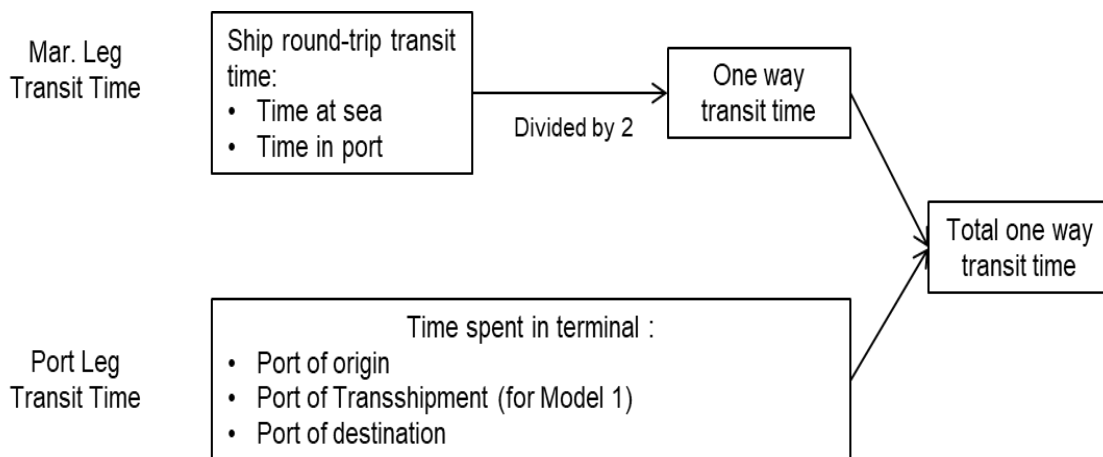 Mar. Leg
Transit Time
Ship round-trip transit
time:
• Time at sea
• Time in port
Divided by 2
One way
transit time
Total one way
transit time
Port Leg
Transit Time
Time spent in terminal :
• Port of origin
• Port of Transshipment (for Model 1)
• Port of destination